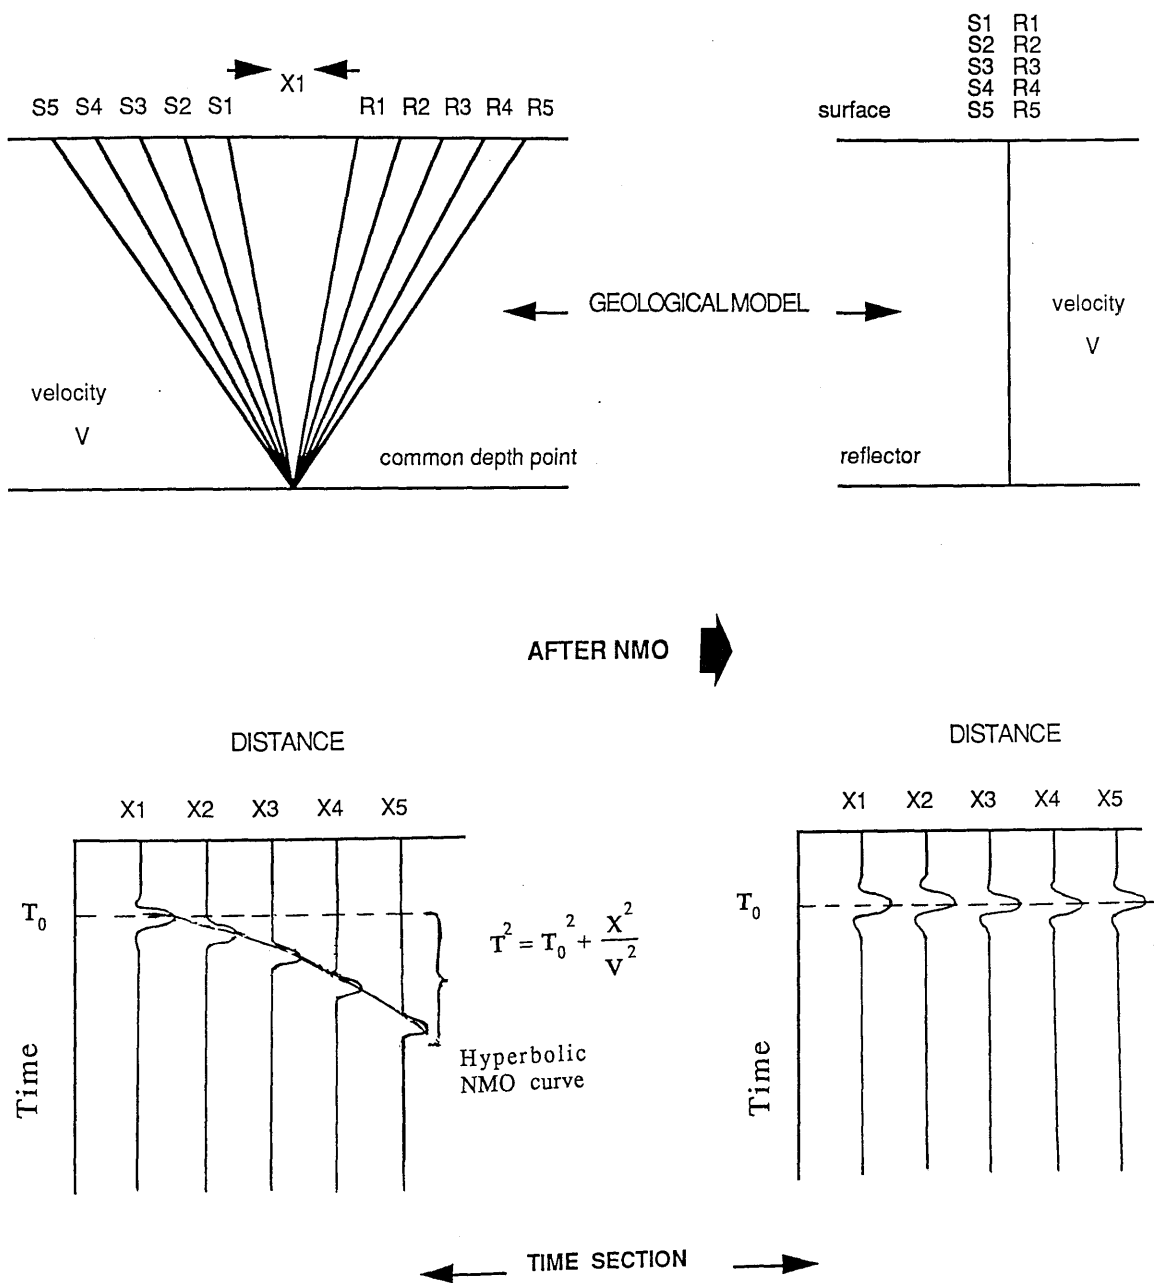 X1
S5 S4 S3 S2 S1 R1 R2 R3 R4 R5
velocity
V
common depth point
S1 R1
S2 R2
S3 R3
S4 R4
S5 R5
surface
GEOLOGICAL MODEL
velocity
V
reflector
AFTER NMO
DISTANCE
X1 X2 X3 X4 X5
T₀
T² = T₀² + X²/V²
Hyperbolic
NMO curve
Time
DISTANCE
X1 X2 X3 X4 X5
T₀
Time
TIME SECTION